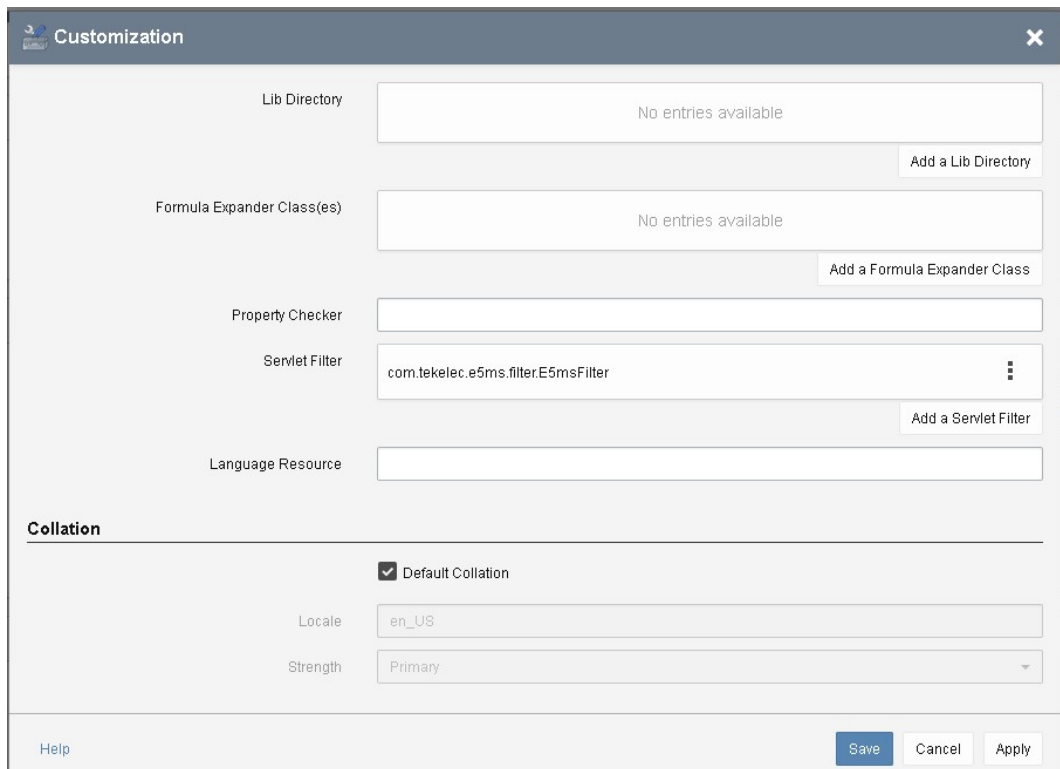 Customization
Lib Directory
No entries available
Add a Lib Directory
Formula Expander Class(es)
No entries available
Add a Formula Expander Class
Property Checker
Servlet Filter
com.tekelec.e5ms.filter.E5msFilter
Add a Servlet Filter
Language Resource
Collation
Default Collation
Locale en_US
Strength Primary
Help Save Cancel Apply